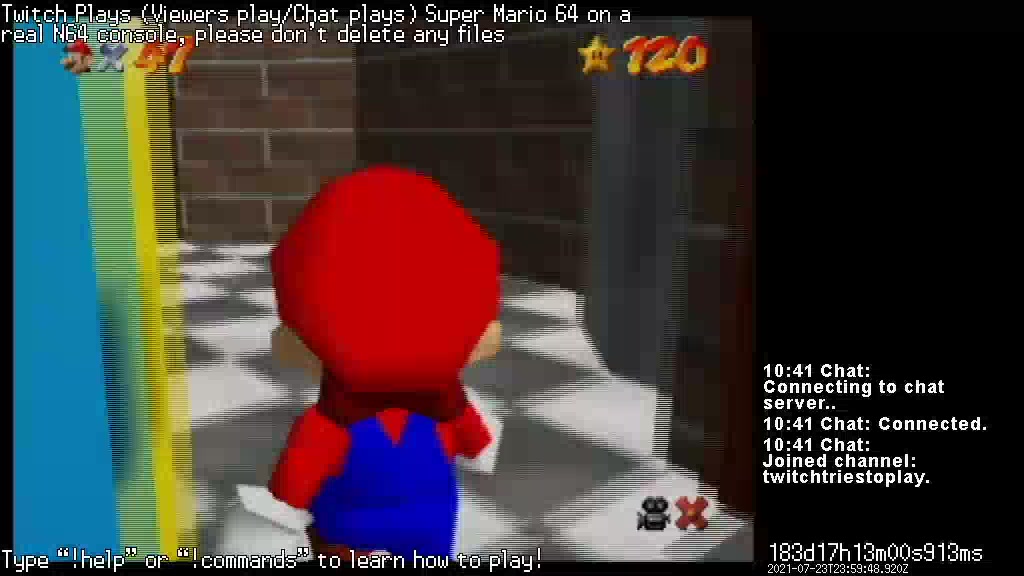 Twitch Plays (Viewers play/Chat plays) Super Mario 64 on a
real N64 console, please don't delete any files
120
10:41 Chat:
Connecting to chat
server..
10:41 Chat: Connected.
10:41 Chat:
Joined channel:
twitchtriestoplay.
Type “!help” or “!commands” to learn how to play!
183d17h13m00s913ms
2021-07-23T23:59:48.920Z